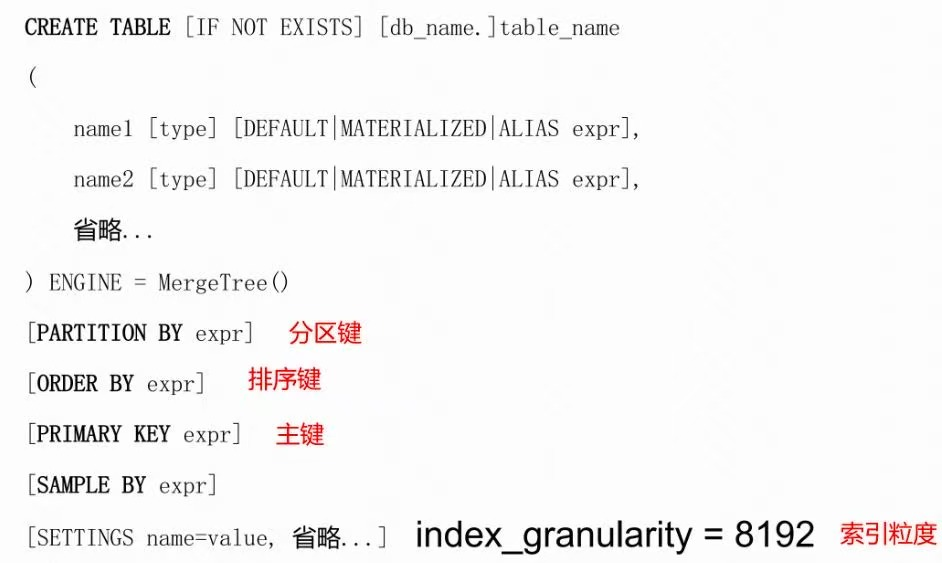 CREATE TABLE [IF NOT EXISTS] [db_name.]table_name
(
name1 [type] [DEFAULT|MATERIALIZED|ALIAS expr],
name2 [type] [DEFAULT|MATERIALIZED|ALIAS expr],
省略...
) ENGINE = MergeTree()
[PARTITION BY expr] 分区键
[ORDER BY expr] 排序键
[PRIMARY KEY expr] 主键
[SAMPLE BY expr]
[SETTINGS name=value, 省略...] index_granularity = 8192 索引粒度